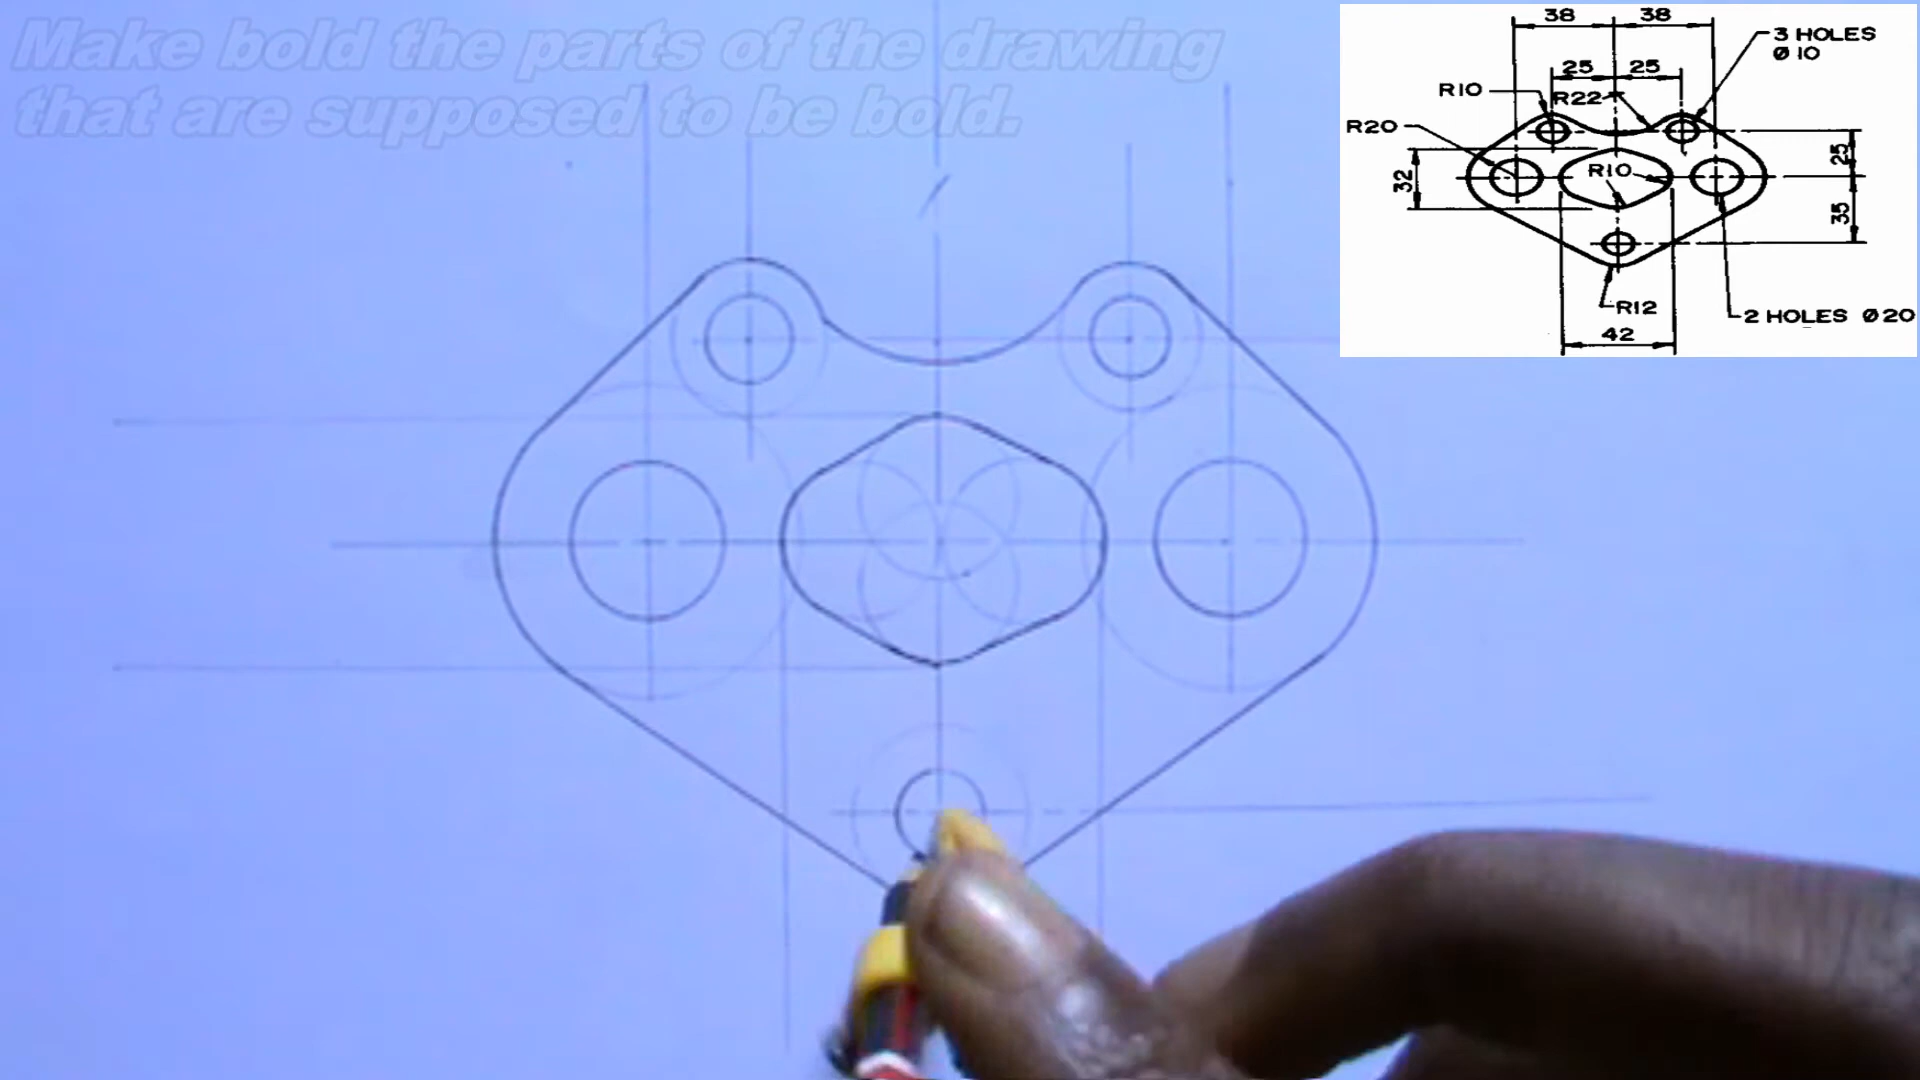 Make bold the parts of the drawing
that are supposed to be bold.
38 38
3 HOLES
Ø 10
25 25
R10
R22
R20
25
32
R10
35
R12
2 HOLES Ø20
42